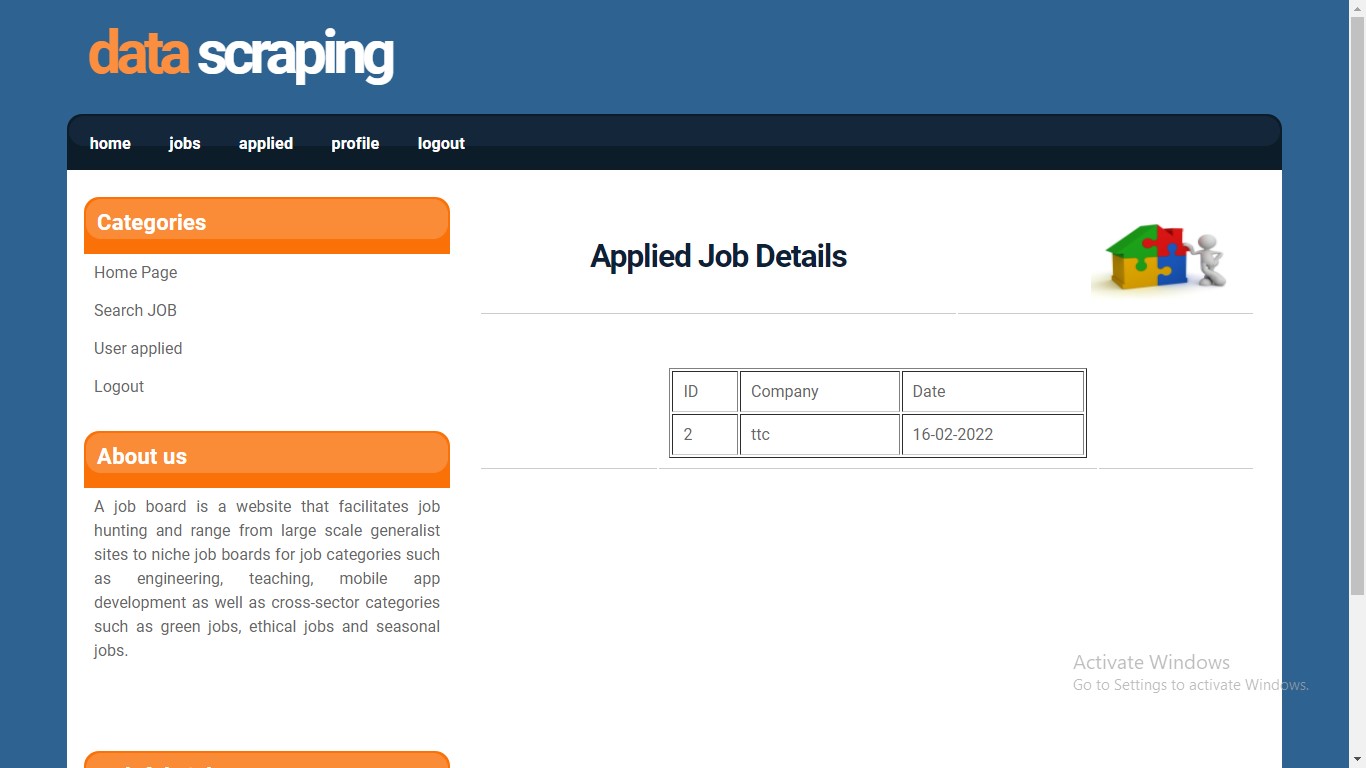 data scraping
home jobs applied profile logout
Categories
Home Page
Search JOB
User applied
Logout
About us
A job board is a website that facilitates job
hunting and range from large scale generalist
sites to niche job boards for job categories such
as engineering, teaching, mobile app
development as well as cross-sector categories
such as green jobs, ethical jobs and seasonal
jobs.
Applied Job Details
ID Company Date
2 ttc 16-02-2022
Activate Windows
Go to Settings to activate Windows.